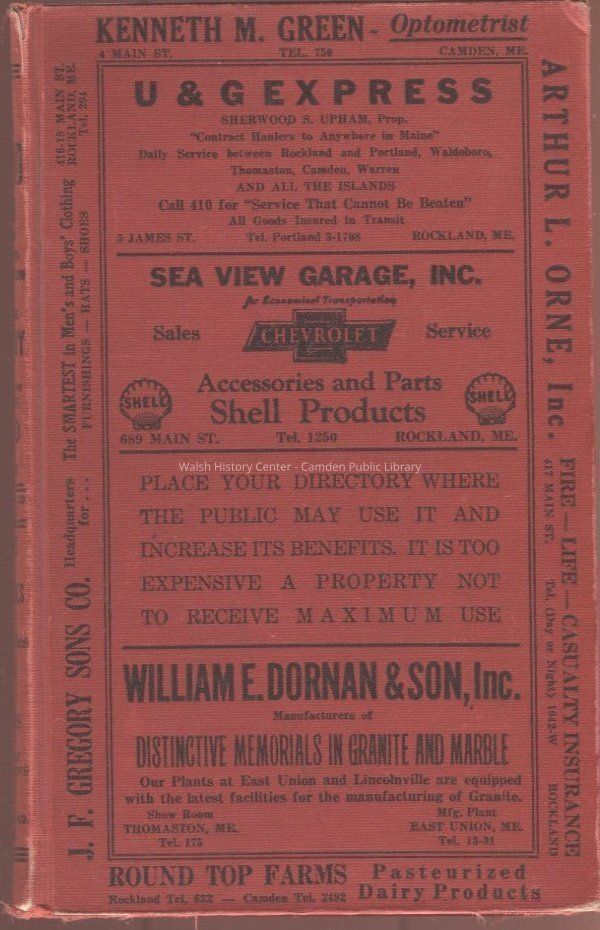 KENNETH M. GREEN - Optometrist
4 MAIN ST. TEL. 750 CAMDEN, ME.
U & G EXPRESS
SHERWOOD S. UPHAM, Prop.
"Contract Haulers to Anywhere in Maine"
Daily Service between Rockland and Portland, Waldoboro,
Thomaston, Camden, Warren
AND ALL THE ISLANDS
Call 410 for "Service That Cannot Be Beaten"
All Goods Insured in Transit
5 JAMES ST. Tel. Portland 3-1798 ROCKLAND, ME.
SEA VIEW GARAGE, INC.
for Economical Transportation
Sales CHEVROLET Service
Accessories and Parts
SHELL Shell Products SHELL
689 MAIN ST. Tel. 1250 ROCKLAND, ME.
Walsh History Center - Camden Public Library
PLACE YOUR DIRECTORY WHERE
THE PUBLIC MAY USE IT AND
INCREASE ITS BENEFITS. IT IS TOO
EXPENSIVE A PROPERTY NOT
TO RECEIVE MAXIMUM USE
WILLIAM E. DORNAN & SON, Inc.
Manufacturers of
DISTINCTIVE MEMORIALS IN GRANITE AND MARBLE
Our Plants at East Union and Lincolnville are equipped
with the latest facilities for the manufacturing of Granite.
Show Room Mfg. Plant
THOMASTON, ME. EAST UNION, ME.
Tel. 175 Tel. 15-31
ROUND TOP FARMS Pasteurized
Rockland Tel. 622 — Camden Tel. 2492 Dairy Products
J. F. GREGORY SONS CO. Headquarters for . . . The SMARTEST in Men's and Boys' Clothing
FURNISHINGS — HATS — SHOES
416-18 MAIN ST.
ROCKLAND, ME.
Tel. 294
ARTHUR L. ORNE, Inc. FIRE — LIFE — CASUALTY INSURANCE
417 MAIN ST. Tel. (Day or Night) 1042-W ROCKLAND